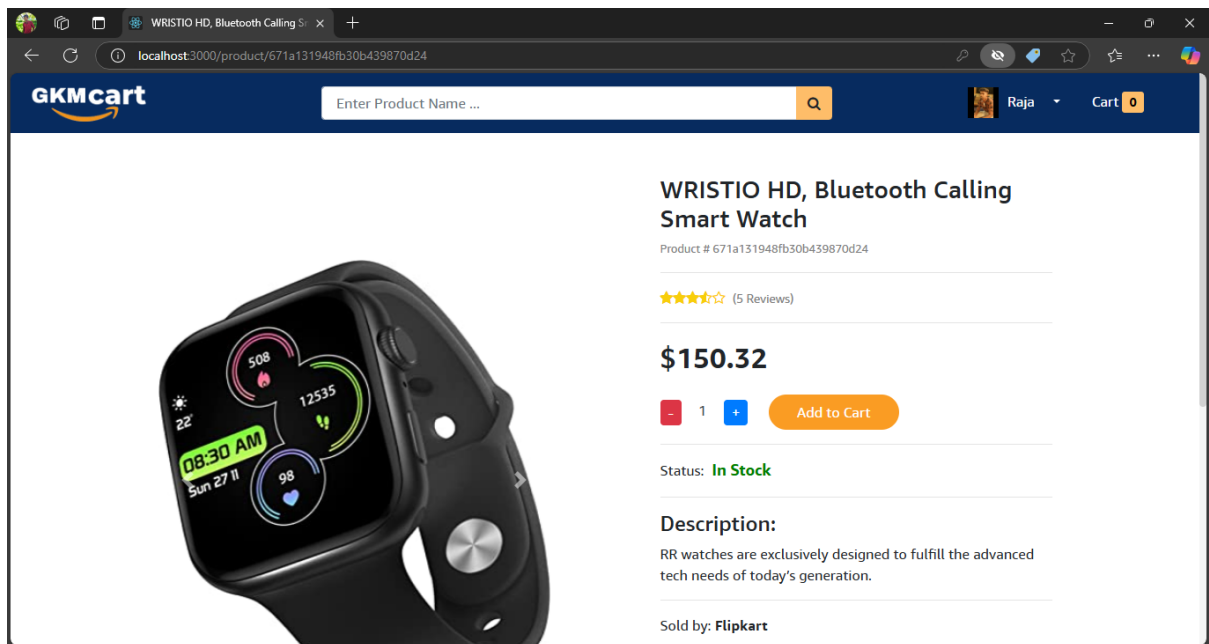 WRISTIO HD, Bluetooth Calling Sr
localhost:3000/product/671a131948fb30b439870d24
GKMcart
Enter Product Name ...
Raja
Cart 0
WRISTIO HD, Bluetooth Calling
Smart Watch
Product # 671a131948fb30b439870d24
(5 Reviews)
$150.32
- 1 + Add to Cart
Status: In Stock
Description:
RR watches are exclusively designed to fulfill the advanced
tech needs of today’s generation.
Sold by: Flipkart
508
12535
22°
08:30 AM
Sun 27 11
98